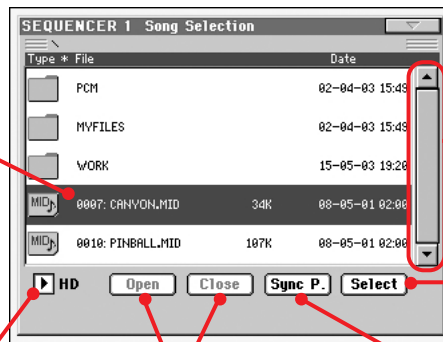 SEQUENCER 1 Song Selection
Type * File Date
PCM 02-04-03 15:49
MYFILES 02-04-03 15:49
WORK 15-05-03 19:20
MID 0007: CANYON.MID 34K 08-05-01 02:00
MID 0010: PINBALL.MID 107K 08-05-01 02:00
HD Open Close Sync P. Select